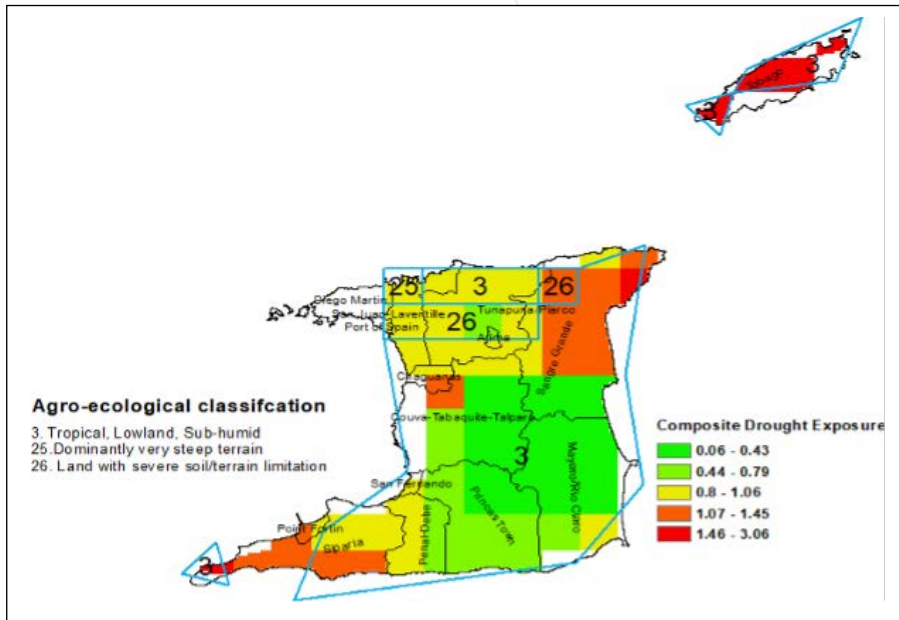 3
Tobago
3
25
3
26
Diego Martin
San Juan-Laventille
Tunapuna-Piarco
26
Port of Spain
Arima
Sangre Grande
Chaguanas
Agro-ecological classifcation
3. Tropical, Lowland, Sub-humid
25.Dominantly very steep terrain
26. Land with severe soil/terrain limitation
Couva-Tabaquite-Talparo
3
Mayaro/Rio Claro
San Fernando
Princes Town
Penal-Debe
Point Fortin
Siparia
3
Composite Drought Exposure
0.06 - 0.43
0.44 - 0.79
0.8 - 1.06
1.07 - 1.45
1.46 - 3.06